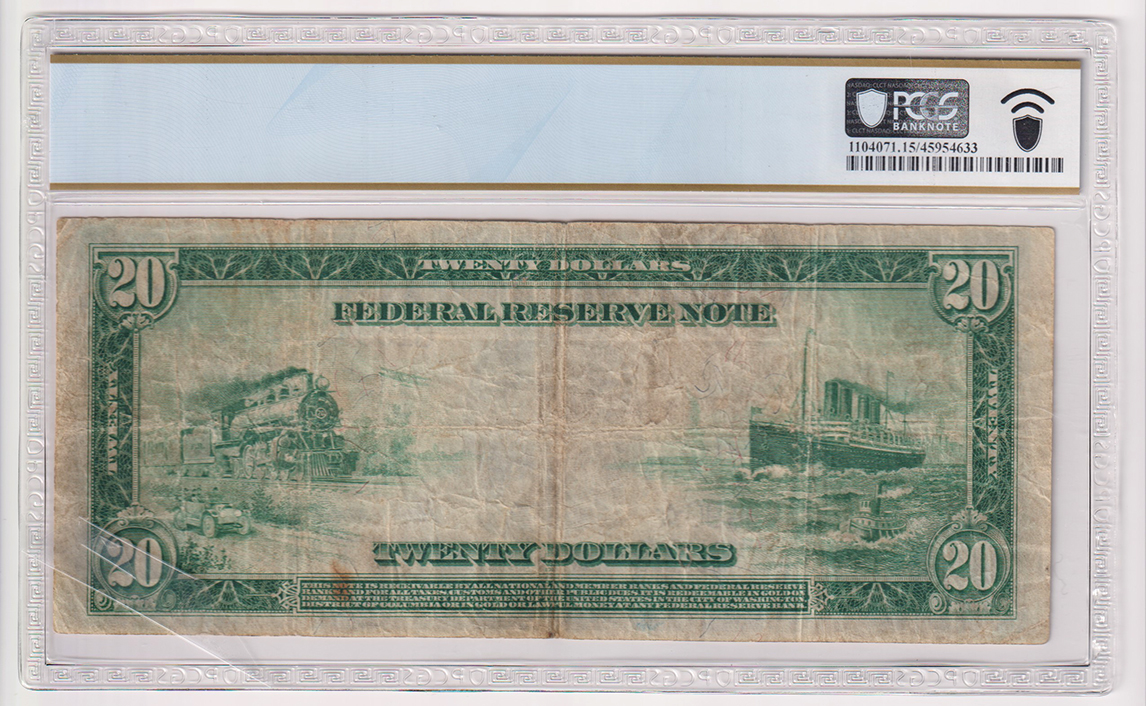 PCGS
BANKNOTE
1104071.15/45954633
20 TWENTY DOLLARS 20
FEDERAL RESERVE NOTE
TWENTY
TWENTY
TWENTY DOLLARS
20 20
THIS NOTE IS RECEIVABLE BY ALL NATIONAL AND MEMBER BANKS AND FEDERAL RESERVE
BANKS AND FOR ALL TAXES, CUSTOMS AND OTHER PUBLIC DUES. IT IS REDEEMABLE IN GOLD ON
DEMAND AT THE TREASURY DEPARTMENT OF THE UNITED STATES IN THE CITY OF WASHINGTON,
DISTRICT OF COLUMBIA OR IN GOLD OR LAWFUL MONEY AT ANY FEDERAL RESERVE BANK.